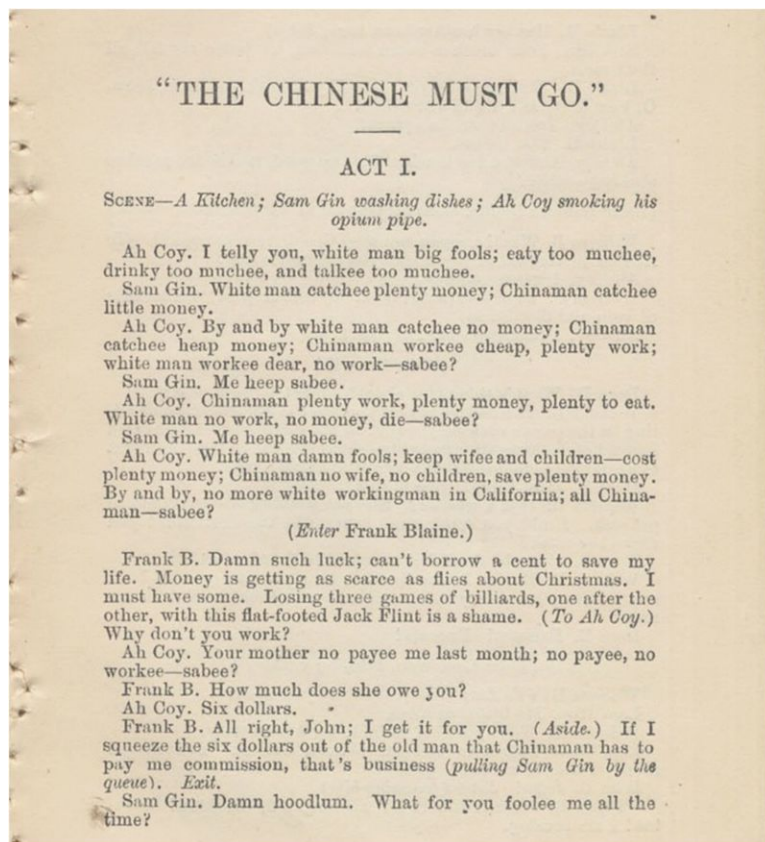 “THE CHINESE MUST GO.”
ACT I.
SCENE—A Kitchen; Sam Gin washing dishes; Ah Coy smoking his
opium pipe.
Ah Coy. I telly you, white man big fools; eaty too muchee,
drinky too muchee, and talkee too muchee.
Sam Gin. White man catchee plenty money; Chinaman catchee
little money.
Ah Coy. By and by white man catchee no money; Chinaman
catchee heap money; Chinaman workee cheap, plenty work;
white man workee dear, no work—sabee?
Sam Gin. Me heep sabee.
Ah Coy. Chinaman plenty work, plenty money, plenty to eat.
White man no work, no money, die—sabee?
Sam Gin. Me heep sabee.
Ah Coy. White man damn fools; keep wifee and children—cost
plenty money; Chinaman no wife, no children, save plenty money.
By and by, no more white workingman in California; all China-
man—sabee?
(Enter Frank Blaine.)
Frank B. Damn such luck; can't borrow a cent to save my
life. Money is getting as scarce as flies about Christmas. I
must have some. Losing three games of billiards, one after the
other, with this flat-footed Jack Flint is a shame. (To Ah Coy.)
Why don't you work?
Ah Coy. Your mother no payee me last month; no payee, no
workee—sabee?
Frank B. How much does she owe you?
Ah Coy. Six dollars.
Frank B. All right, John; I get it for you. (Aside.) If I
squeeze the six dollars out of the old man that Chinaman has to
pay me commission, that's business (pulling Sam Gin by the
queue). Exit.
Sam Gin. Damn hoodlum. What for you foolee me all the
time?